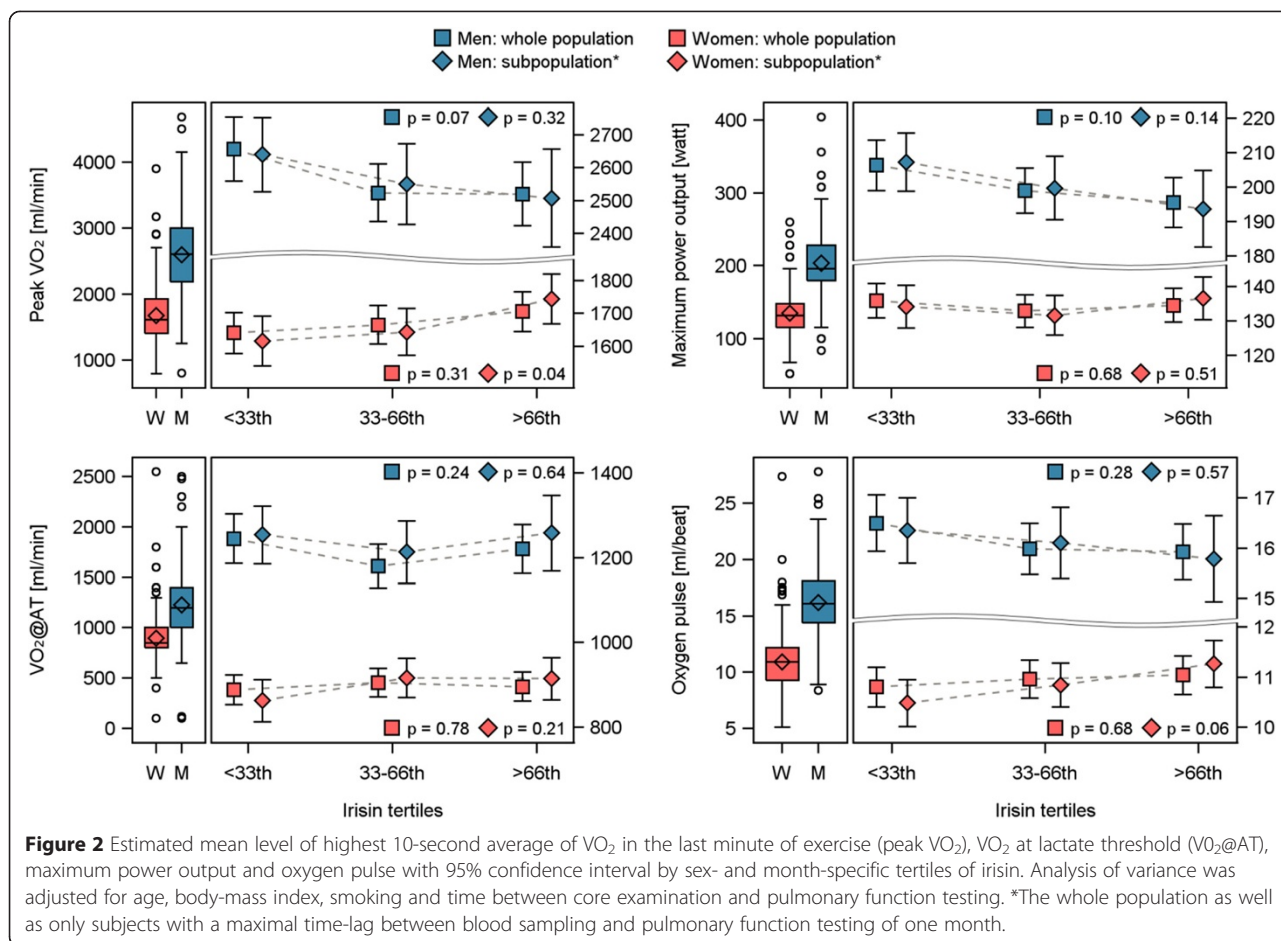 Men: whole population Women: whole population
Men: subpopulation* Women: subpopulation*
Peak VO₂ [ml/min]
4000
3000
2000
1000
W M
p = 0.07 p = 0.32
2700
2600
2500
2400
1800
1700
1600
p = 0.31 p = 0.04
<33th 33-66th >66th
Maximum power output [watt]
400
300
200
100
W M
p = 0.10 p = 0.14
220
210
200
190
180
140
130
120
p = 0.68 p = 0.51
<33th 33-66th >66th
VO₂@AT [ml/min]
2500
2000
1500
1000
500
0
W M
p = 0.24 p = 0.64
1400
1200
1000
800
p = 0.78 p = 0.21
<33th 33-66th >66th
Irisin tertiles
Oxygen pulse [ml/beat]
25
20
15
10
5
W M
p = 0.28 p = 0.57
17
16
15
12
11
10
p = 0.68 p = 0.06
<33th 33-66th >66th
Irisin tertiles
Figure 2 Estimated mean level of highest 10-second average of VO₂ in the last minute of exercise (peak VO₂), VO₂ at lactate threshold (V0₂@AT),
maximum power output and oxygen pulse with 95% confidence interval by sex- and month-specific tertiles of irisin. Analysis of variance was
adjusted for age, body-mass index, smoking and time between core examination and pulmonary function testing. *The whole population as well
as only subjects with a maximal time-lag between blood sampling and pulmonary function testing of one month.